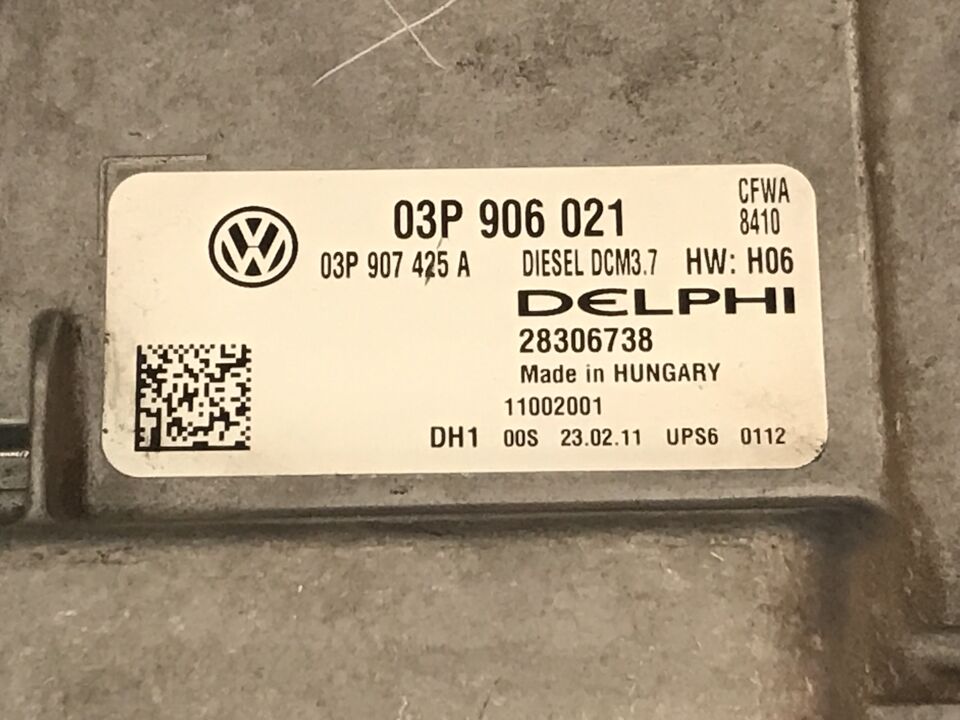 CFWA
03P 906 021 8410
03P 907 425 A DIESEL DCM3.7 HW: H06
DELPHI
28306738
Made in HUNGARY
11002001
DH1 00S 23.02.11 UPS6 0112